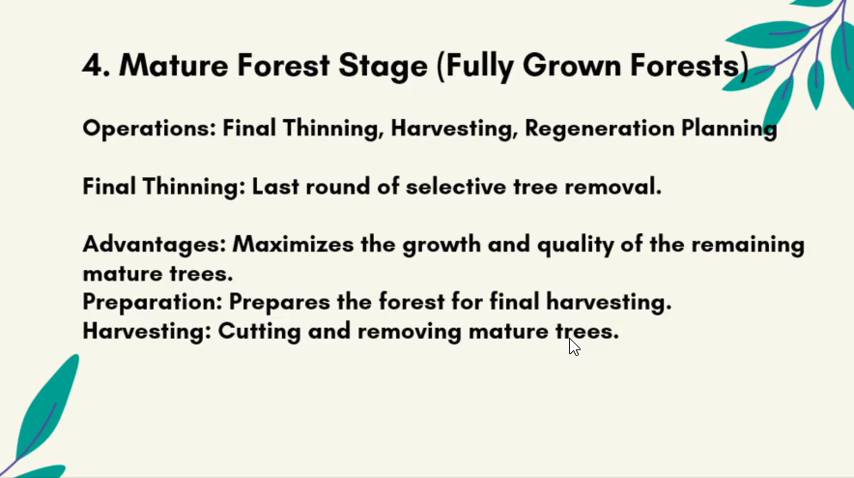 4. Mature Forest Stage (Fully Grown Forests)
Operations: Final Thinning, Harvesting, Regeneration Planning
Final Thinning: Last round of selective tree removal.
Advantages: Maximizes the growth and quality of the remaining
mature trees.
Preparation: Prepares the forest for final harvesting.
Harvesting: Cutting and removing mature trees.